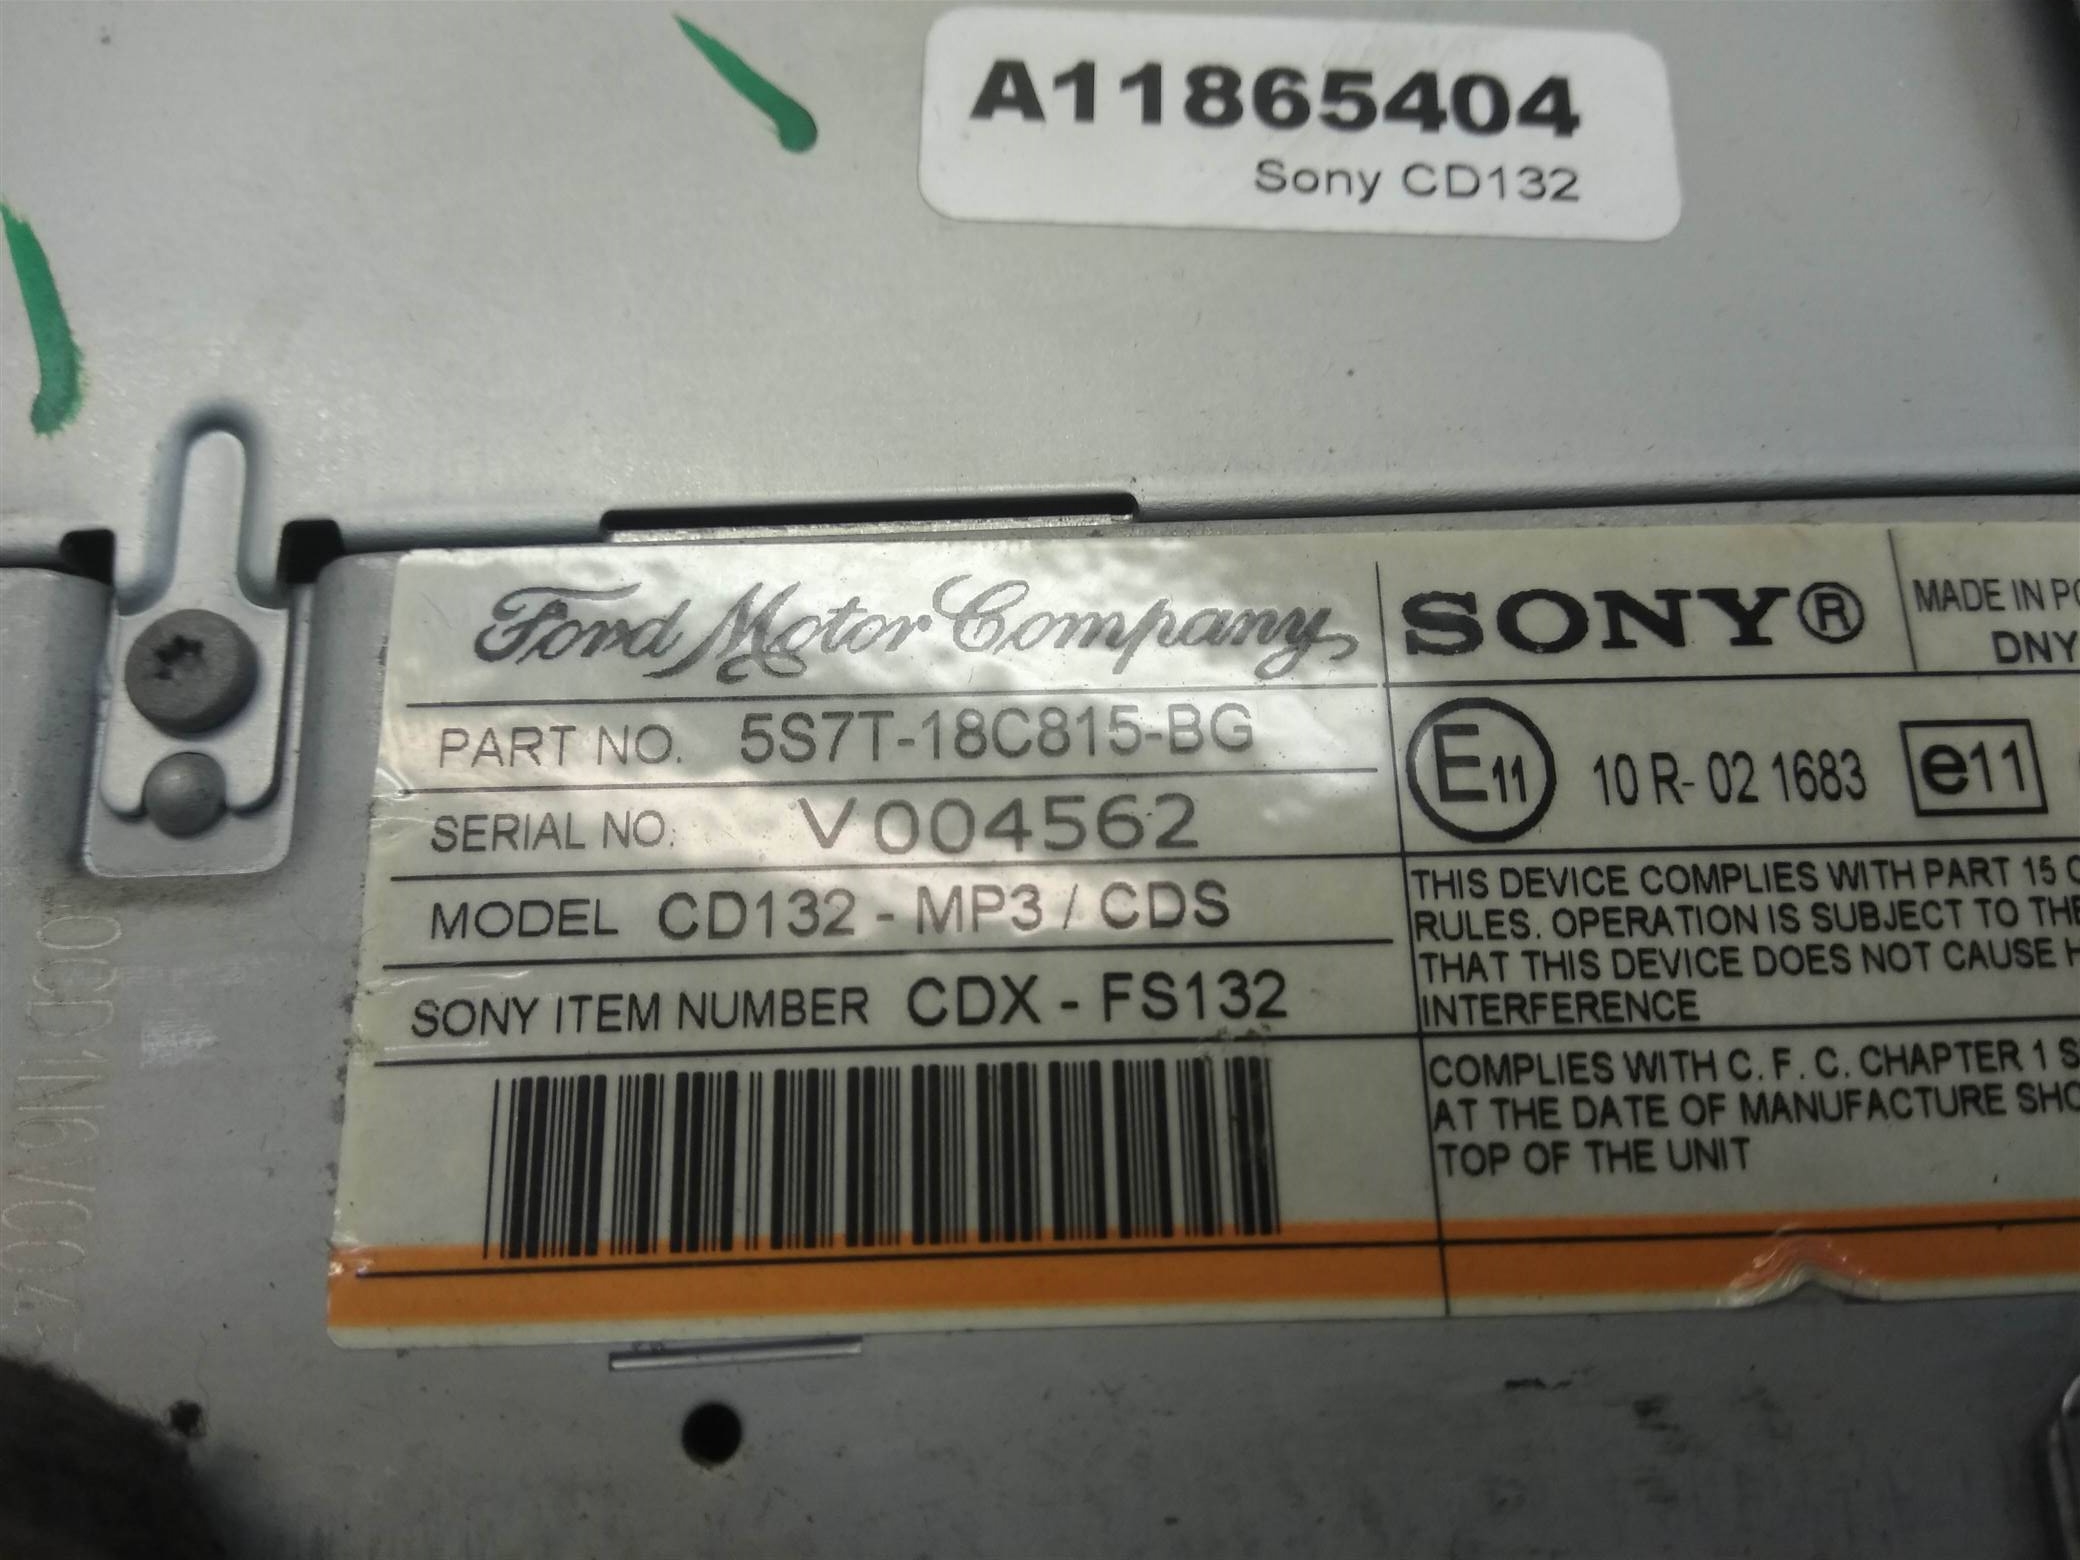 A11865404
Sony CD132
Ford Motor Company
SONY®
MADE IN
DNY
PART NO. 5S7T-18C815-BG
E11 10 R- 02 1683 e11
SERIAL NO: V004562
MODEL CD132 - MP3 / CDS
SONY ITEM NUMBER CDX - FS132
THIS DEVICE COMPLIES WITH PART 15
RULES. OPERATION IS SUBJECT TO THE
THAT THIS DEVICE DOES NOT CAUSE
INTERFERENCE
COMPLIES WITH C. F. C. CHAPTER 1
AT THE DATE OF MANUFACTURE
TOP OF THE UNIT